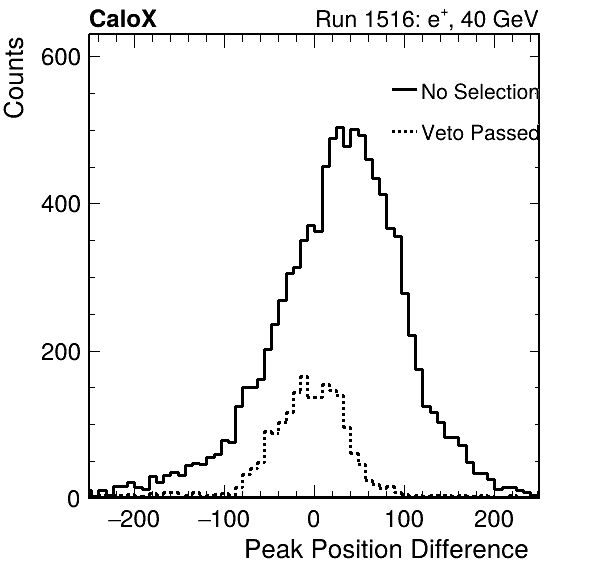 CaloX Run 1516: e⁺, 40 GeV
Counts
600
400
200
0
No Selection
Veto Passed
−200 −100 0 100 200
Peak Position Difference